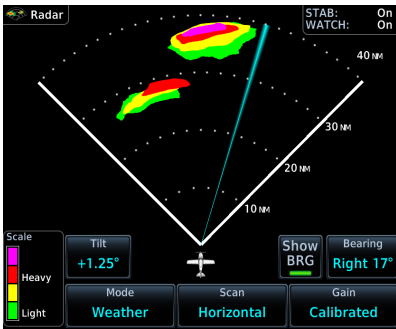 Radar
STAB: On
WATCH: On
40 NM
30 NM
20 NM
10 NM
Scale
Heavy
Light
Tilt
+1.25°
Show
BRG
Bearing
Right 17°
Mode
Weather
Scan
Horizontal
Gain
Calibrated